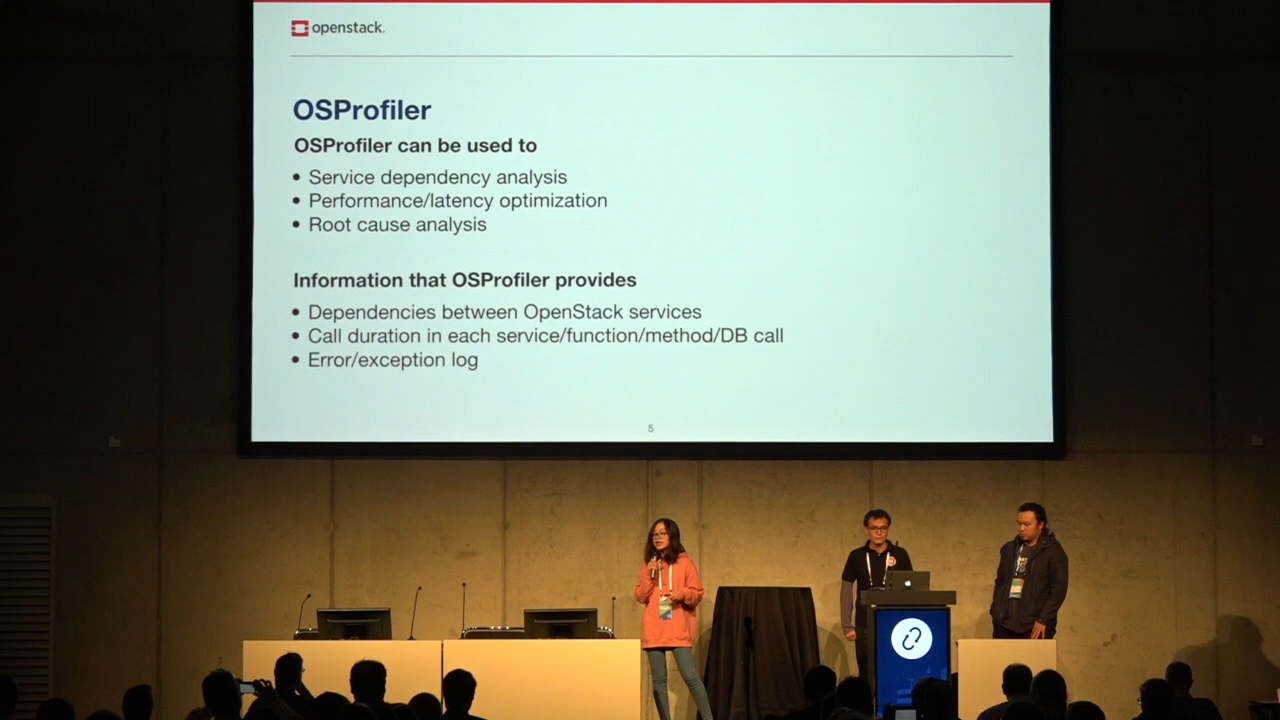 openstack.
OSProfiler
OSProfiler can be used to
• Service dependency analysis
• Performance/latency optimization
• Root cause analysis
Information that OSProfiler provides
• Dependencies between OpenStack services
• Call duration in each service/function/method/DB call
• Error/exception log
5